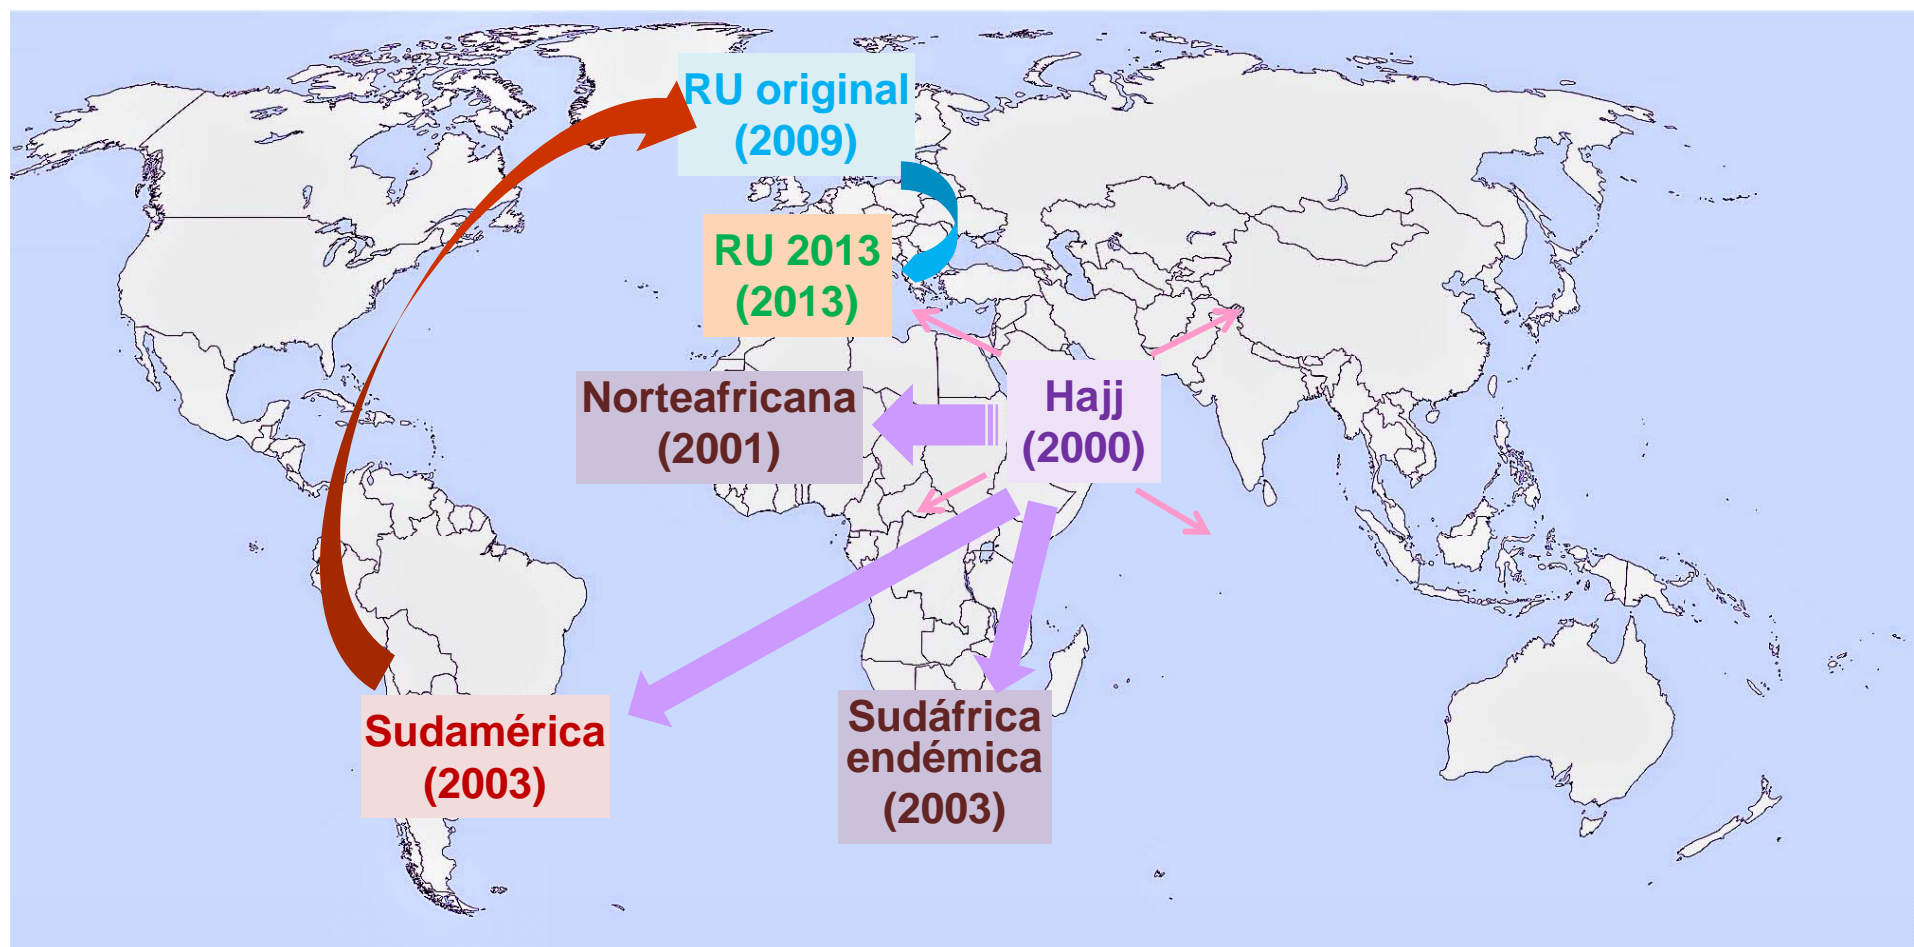 RU original
(2009)
RU 2013
(2013)
Norteafricana
(2001)
Hajj
(2000)
Sudamérica
(2003)
Sudáfrica
endémica
(2003)